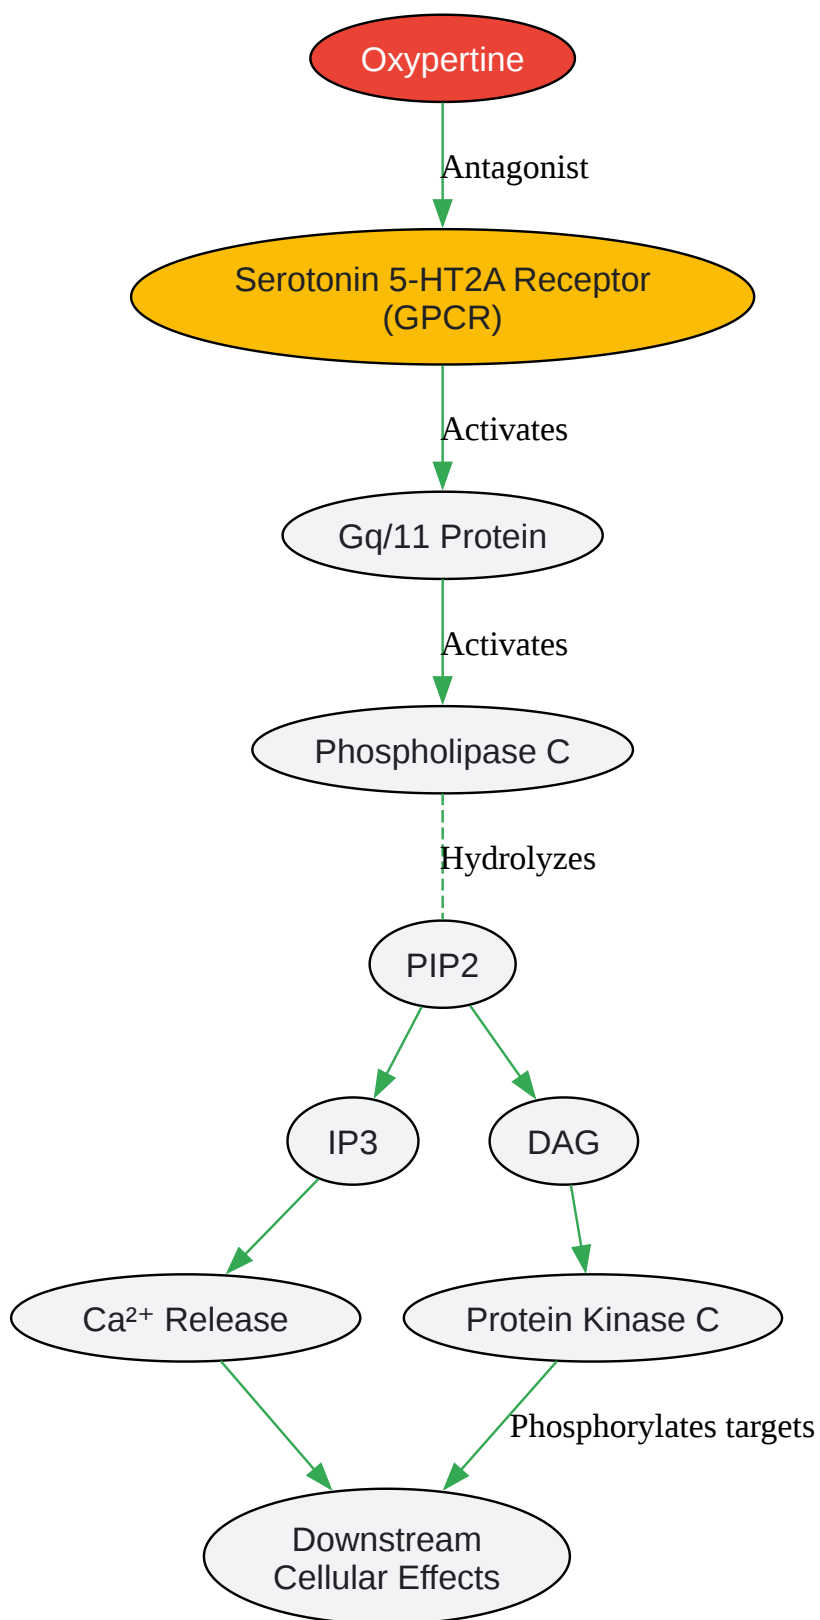 Oxypertine
Antagonist
Serotonin 5-HT2A Receptor
(GPCR)
Activates
Gq/11 Protein
Activates
Phospholipase C
Hydrolyzes
PIP2
IP3
DAG
Ca²⁺ Release
Protein Kinase C
Phosphorylates targets
Downstream
Cellular Effects